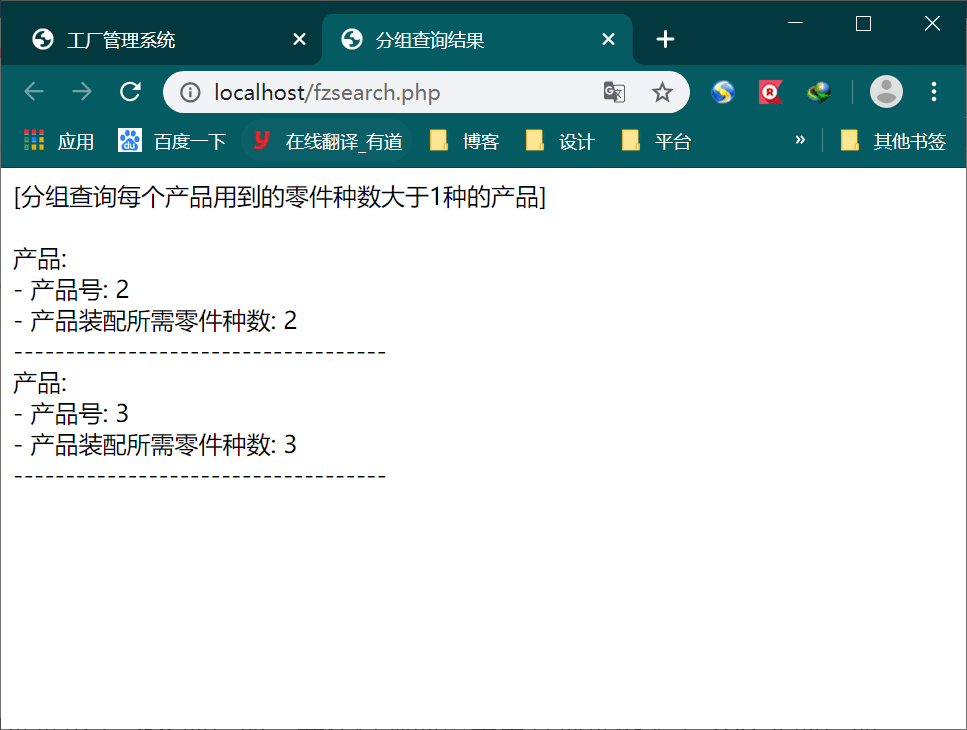 工厂管理系统
分组查询结果
localhost/fzsearch.php
应用
百度一下
在线翻译_有道
博客
设计
平台
»
其他书签
[分组查询每个产品用到的零件种数大于1种的产品]
产品:
- 产品号: 2
- 产品装配所需零件种数: 2
------------------------------------
产品:
- 产品号: 3
- 产品装配所需零件种数: 3
------------------------------------